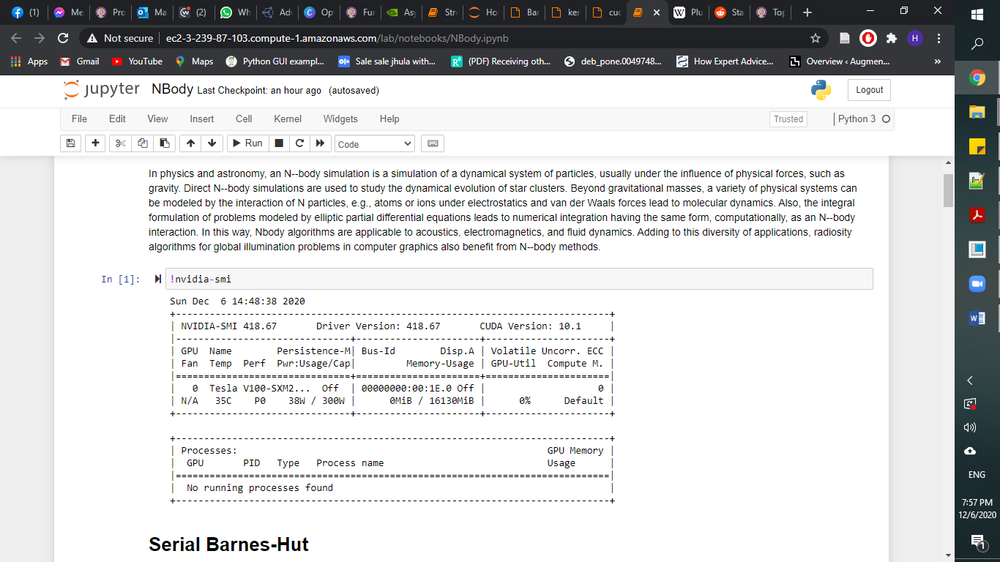 (1)
Me
Pro
Ma
(2)
Wh
Adv
Op
Fur
Asy
Str
Ho
Bar
ker
cuc
Plu
Sta
Top
Not secure | ec2-3-239-87-103.compute-1.amazonaws.com/lab/notebooks/NBody.ipynb
H
Apps
Gmail
YouTube
Maps
Python GUI exampl...
Sale sale jhula with...
(PDF) Receiving oth...
deb_pone.0049748...
How Expert Advice...
Overview ‹ Augmen...
»
jupyter NBody Last Checkpoint: an hour ago (autosaved)
Logout
File Edit View Insert Cell Kernel Widgets Help
Trusted
Python 3
Run
Code
In physics and astronomy, an N--body simulation is a simulation of a dynamical system of particles, usually under the influence of physical forces, such as
gravity. Direct N--body simulations are used to study the dynamical evolution of star clusters. Beyond gravitational masses, a variety of physical systems can
be modeled by the interaction of N particles, e.g., atoms or ions under electrostatics and van der Waals forces lead to molecular dynamics. Also, the integral
formulation of problems modeled by elliptic partial differential equations leads to numerical integration having the same form, computationally, as an N--body
interaction. In this way, Nbody algorithms are applicable to acoustics, electromagnetics, and fluid dynamics. Adding to this diversity of applications, radiosity
algorithms for global illumination problems in computer graphics also benefit from N--body methods.
In [1]: !nvidia-smi
Sun Dec  6 14:48:38 2020
+-----------------------------------------------------------------------------+
| NVIDIA-SMI 418.67       Driver Version: 418.67       CUDA Version: 10.1     |
|-------------------------------+----------------------+----------------------+
| GPU  Name        Persistence-M| Bus-Id        Disp.A | Volatile Uncorr. ECC |
| Fan  Temp  Perf  Pwr:Usage/Cap|         Memory-Usage | GPU-Util  Compute M. |
|===============================+======================+======================|
|   0  Tesla V100-SXM2...  Off  | 00000000:00:1E.0 Off |                    0 |
| N/A   35C    P0    38W / 300W |      0MiB / 16130MiB |      0%      Default |
+-------------------------------+----------------------+----------------------+
+-----------------------------------------------------------------------------+
| Processes:                                                       GPU Memory |
|  GPU       PID   Type   Process name                             Usage      |
|=============================================================================|
|  No running processes found                                                 |
+-----------------------------------------------------------------------------+
Serial Barnes-Hut
ENG
7:57 PM
12/6/2020
1